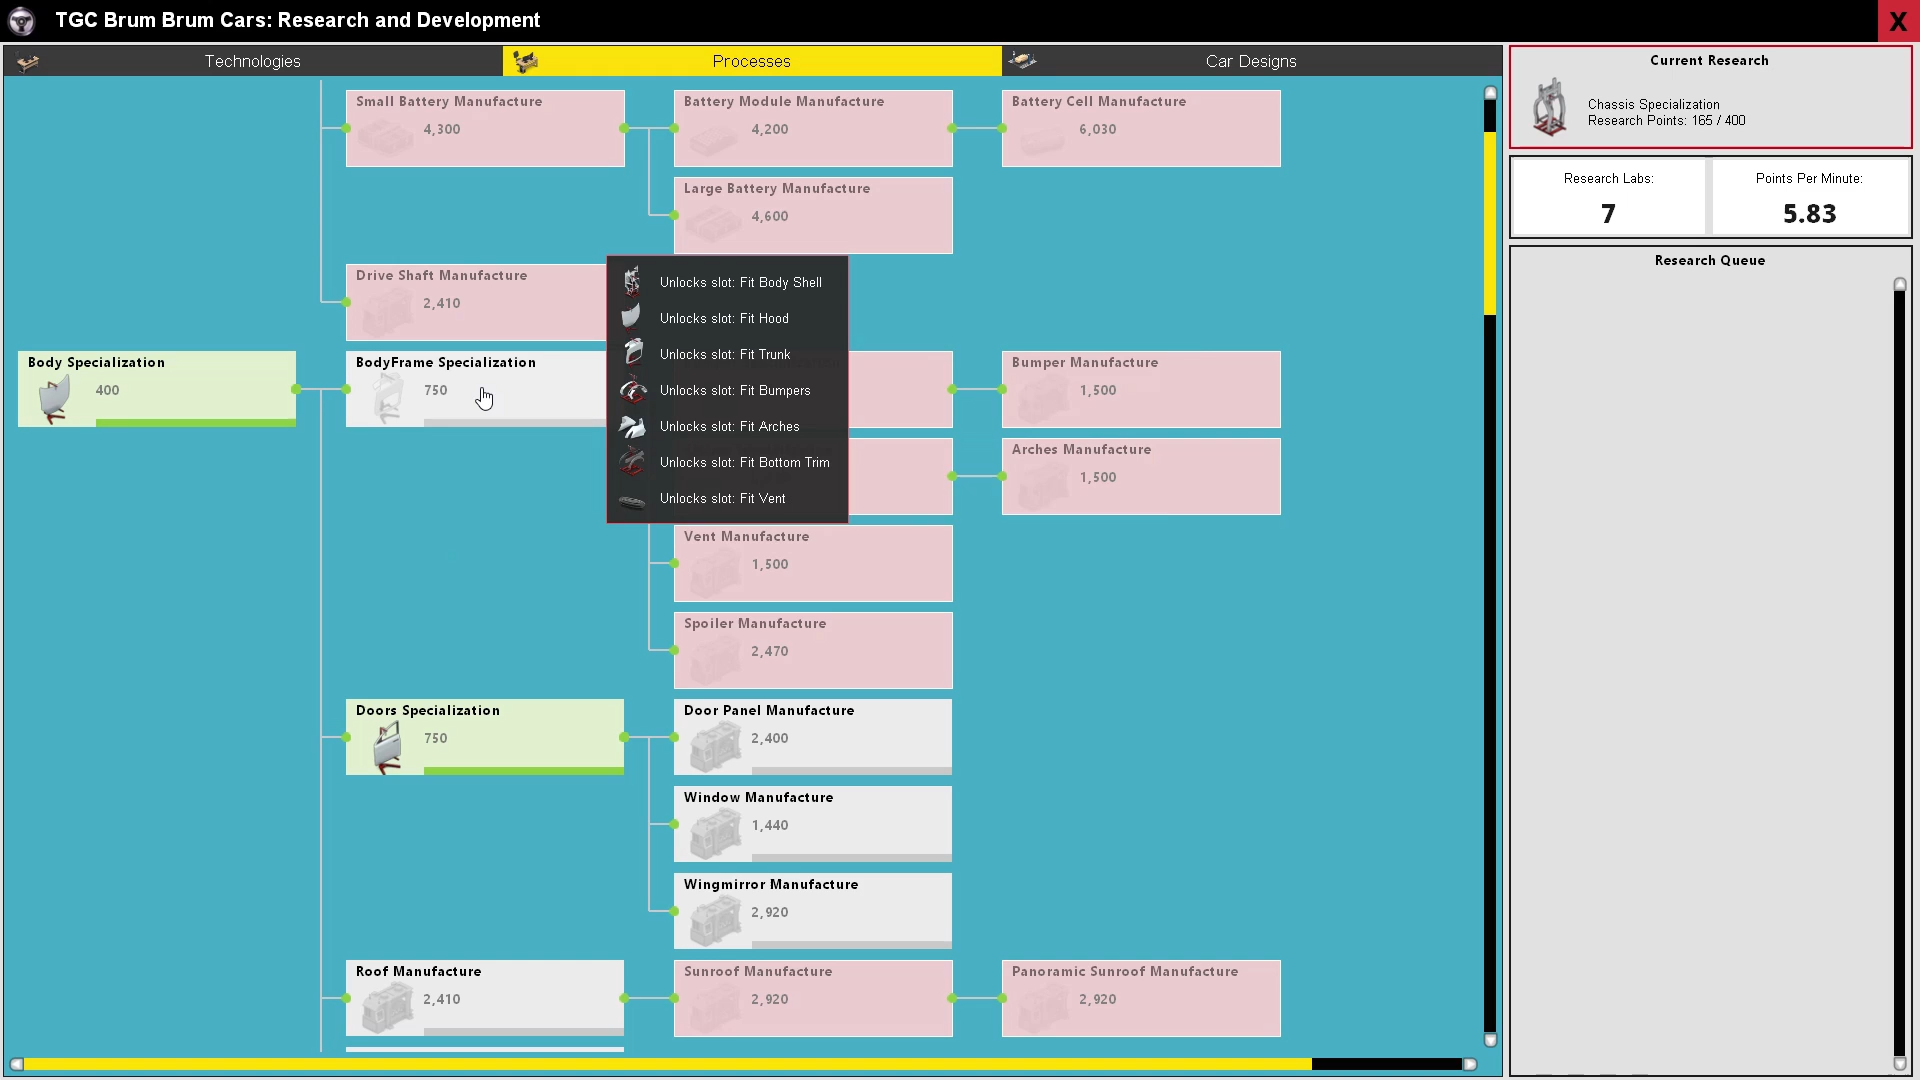 TGC Brum Brum Cars: Research and Development
X
Technologies
Processes
Car Designs
Small Battery Manufacture
4,300
Battery Module Manufacture
4,200
Battery Cell Manufacture
6,030
Large Battery Manufacture
4,600
Drive Shaft Manufacture
2,410
Body Specialization
400
BodyFrame Specialization
750
Unlocks slot: Fit Body Shell
Unlocks slot: Fit Hood
Unlocks slot: Fit Trunk
Unlocks slot: Fit Bumpers
Unlocks slot: Fit Arches
Unlocks slot: Fit Bottom Trim
Unlocks slot: Fit Vent
Bumper Manufacture
1,500
Arches Manufacture
1,500
Vent Manufacture
1,500
Spoiler Manufacture
2,470
Doors Specialization
750
Door Panel Manufacture
2,400
Window Manufacture
1,440
Wingmirror Manufacture
2,920
Roof Manufacture
2,410
Sunroof Manufacture
2,920
Panoramic Sunroof Manufacture
2,920
Current Research
Chassis Specialization
Research Points: 165 / 400
Research Labs:
7
Points Per Minute:
5.83
Research Queue